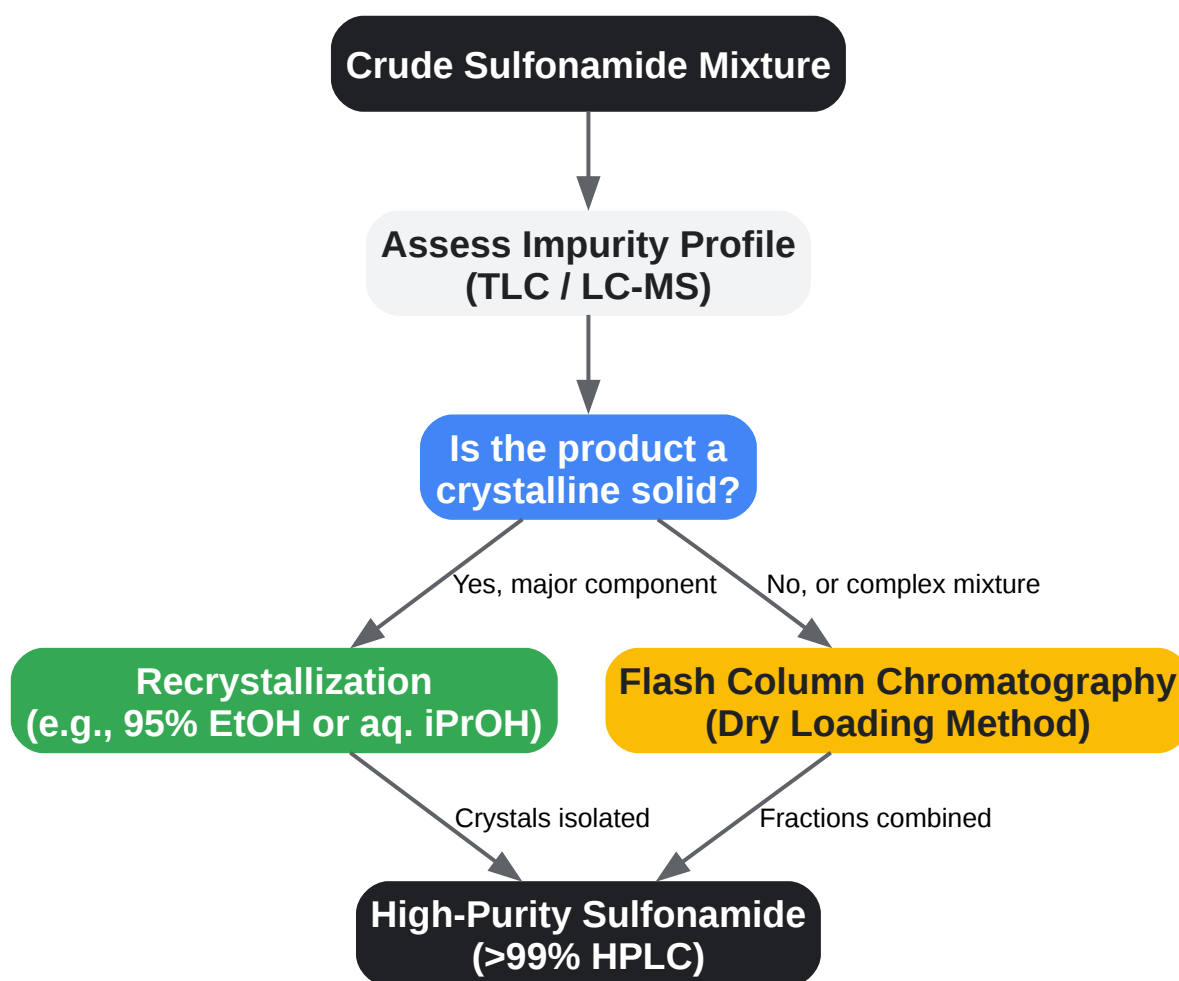 Crude Sulfonamide Mixture
Assess Impurity Profile
(TLC / LC-MS)
Is the product a
crystalline solid?
Yes, major component
No, or complex mixture
Recrystallization
(e.g., 95% EtOH or aq. iPrOH)
Flash Column Chromatography
(Dry Loading Method)
Crystals isolated
Fractions combined
High-Purity Sulfonamide
(>99% HPLC)